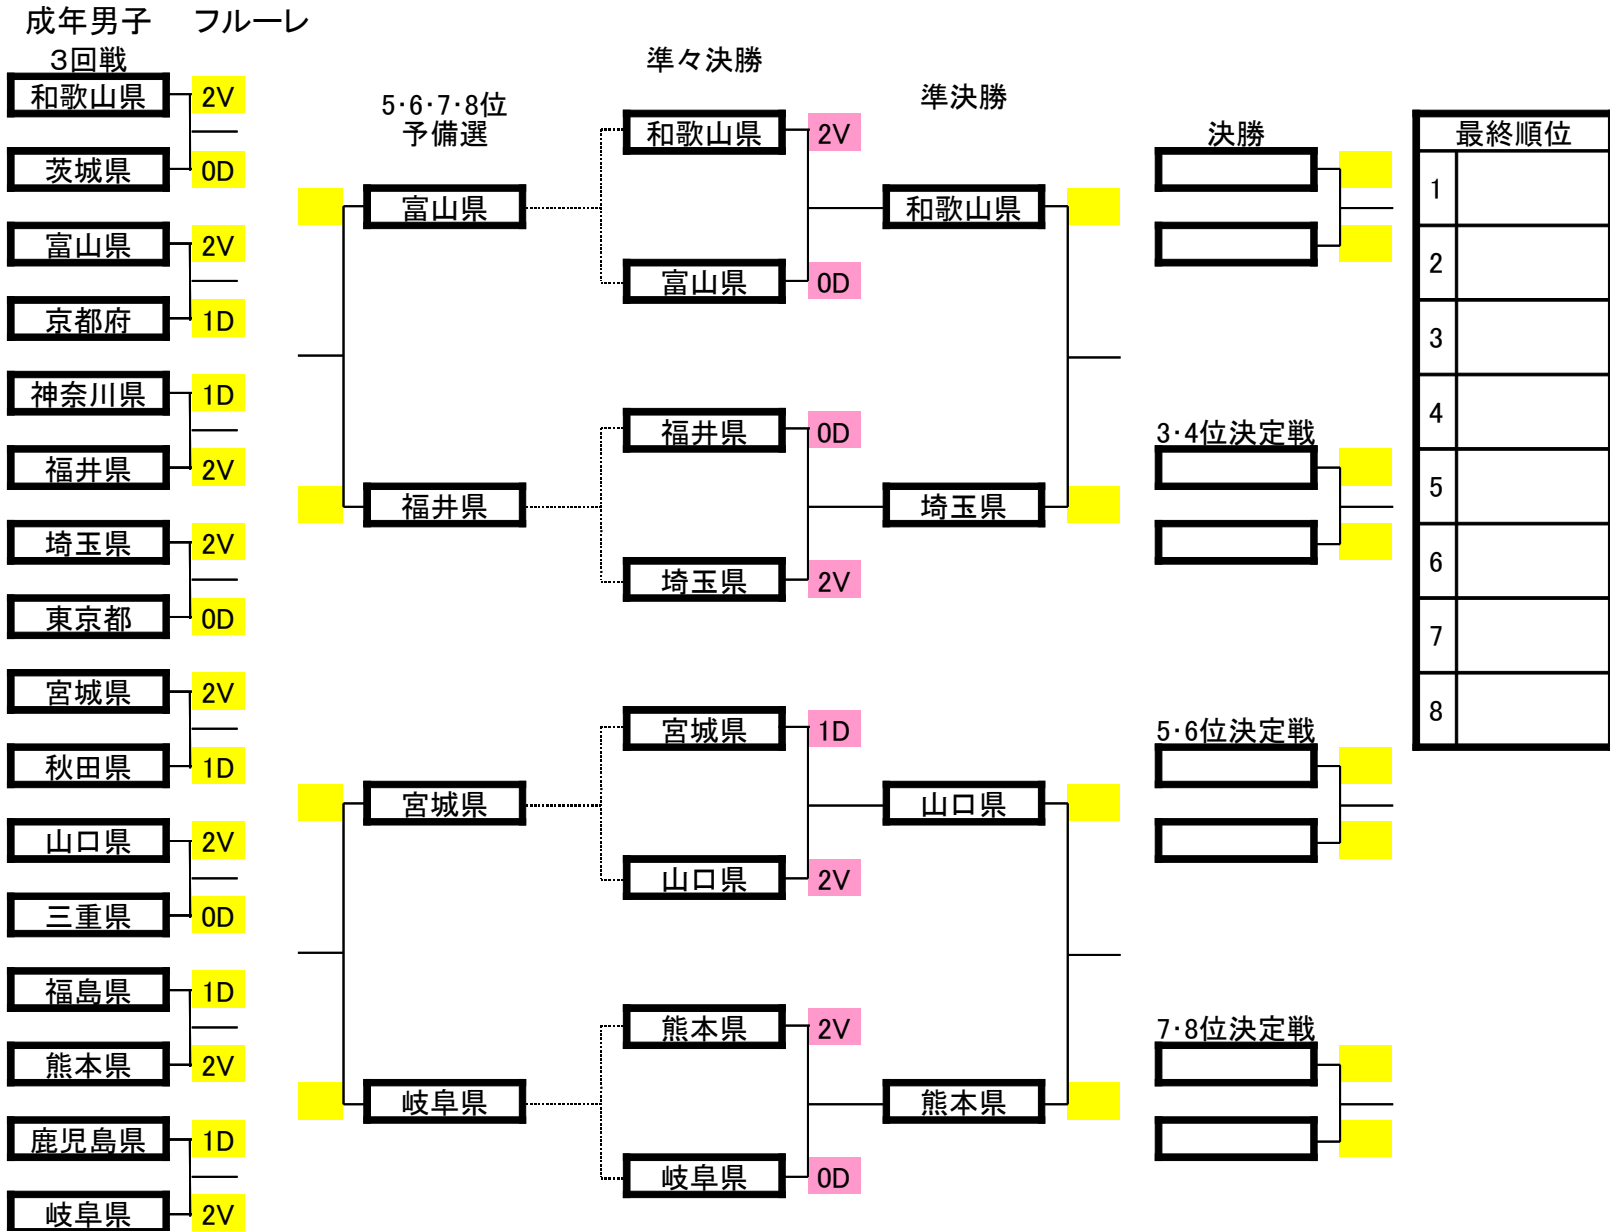 成年男子 フルーレ
３回戦
和歌山県 2V
茨城県 0D
富山県 2V
京都府 1D
神奈川県 1D
福井県 2V
埼玉県 2V
東京都 0D
宮城県 2V
秋田県 1D
山口県 2V
三重県 0D
福島県 1D
熊本県 2V
鹿児島県 1D
岐阜県 2V
5・6・7・8位
予備選
富山県
福井県
宮城県
岐阜県
準々決勝
和歌山県 2V
富山県 0D
福井県 0D
埼玉県 2V
宮城県 1D
山口県 2V
熊本県 2V
岐阜県 0D
準決勝
和歌山県
埼玉県
山口県
熊本県
決勝
3・4位決定戦
5・6位決定戦
7・8位決定戦
最終順位
1
2
3
4
5
6
7
8